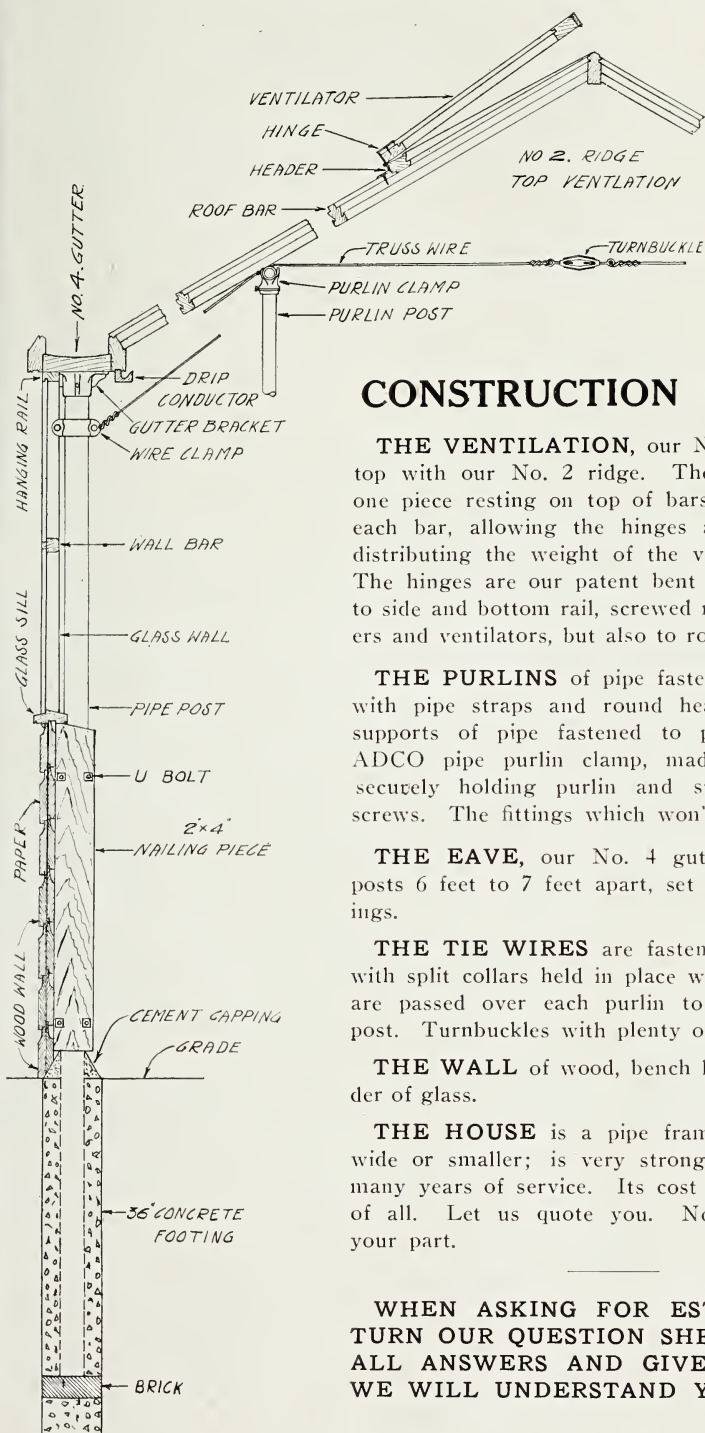 VENTILATOR
HINGE
HEADER
ROOF BAR
NO 2. RIDGE
TOP VENTLATION
NO. 4. GUTTER
TRUSS WIRE
TURNBUCKLE
PURLIN CLAMP
PURLIN POST
DRIP
CONDUCTOR
GUTTER BRACKET
WIRE CLAMP
HANGING RAIL
WALL BAR
GLASS SILL
GLASS WALL
PIPE POST
U BOLT
2"×4"
NAILING PIECE
PAPER
WOOD WALL
CEMENT CAPPING
GRADE
36" CONCRETE
FOOTING
BRICK
CONSTRUCTION
THE VENTILATION, our N
top with our No. 2 ridge. The
one piece resting on top of bars
each bar, allowing the hinges a
distributing the weight of the v
The hinges are our patent bent
to side and bottom rail, screwed n
ers and ventilators, but also to ro
THE PURLINS of pipe faste
with pipe straps and round hea
supports of pipe fastened to p
ADCO pipe purlin clamp, mad
securely holding purlin and s
screws. The fittings which won'
THE EAVE, our No. 4 gut
posts 6 feet to 7 feet apart, set
ings.
THE TIE WIRES are fasten
with split collars held in place w
are passed over each purlin to
post. Turnbuckles with plenty o
THE WALL of wood, bench
der of glass.
THE HOUSE is a pipe fram
wide or smaller; is very strong
many years of service. Its cost
of all. Let us quote you. No
your part.
WHEN ASKING FOR EST
TURN OUR QUESTION SHE
ALL ANSWERS AND GIVE
WE WILL UNDERSTAND Y